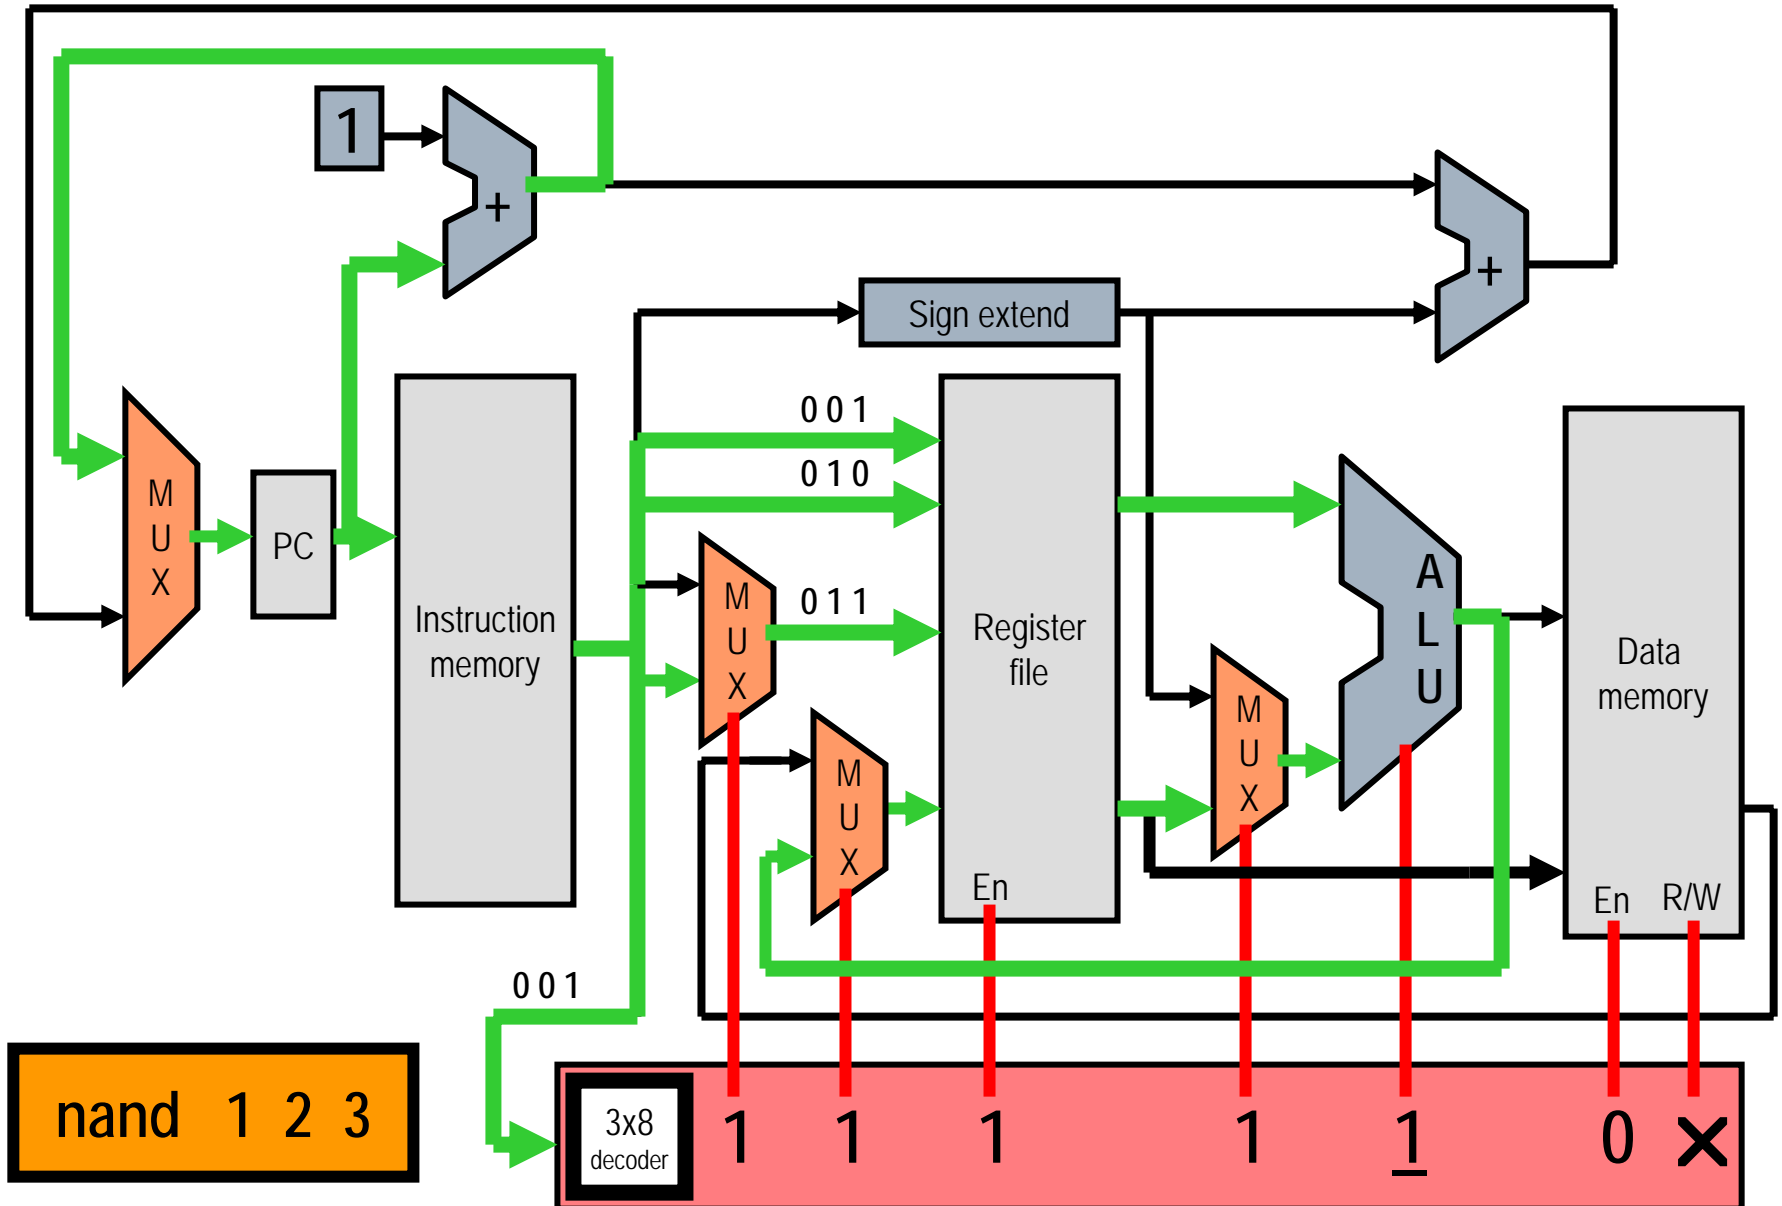 1
+
+
Sign extend
0 0 1
0 1 0
M
U
X
PC
Instruction
memory
M
U
X
0 1 1
Register
file
En
A
L
U
Data
memory
En R/W
M
U
X
M
U
X
0 0 1
nand 1 2 3
3x8
decoder
1 1 1 1 1 0 X